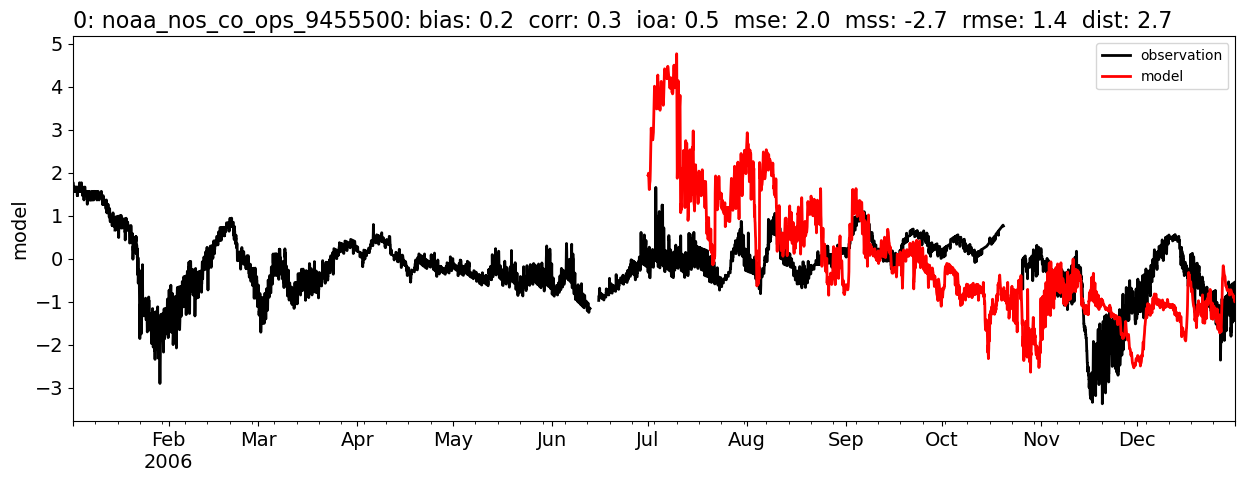 0: noaa_nos_co_ops_9455500: bias: 0.2 corr: 0.3 ioa: 0.5 mse: 2.0 mss: -2.7 rmse: 1.4 dist: 2.7
observation
model
5
4
3
2
1
0
−1
−2
−3
model
Feb Mar Apr May Jun Jul Aug Sep Oct Nov Dec
2006